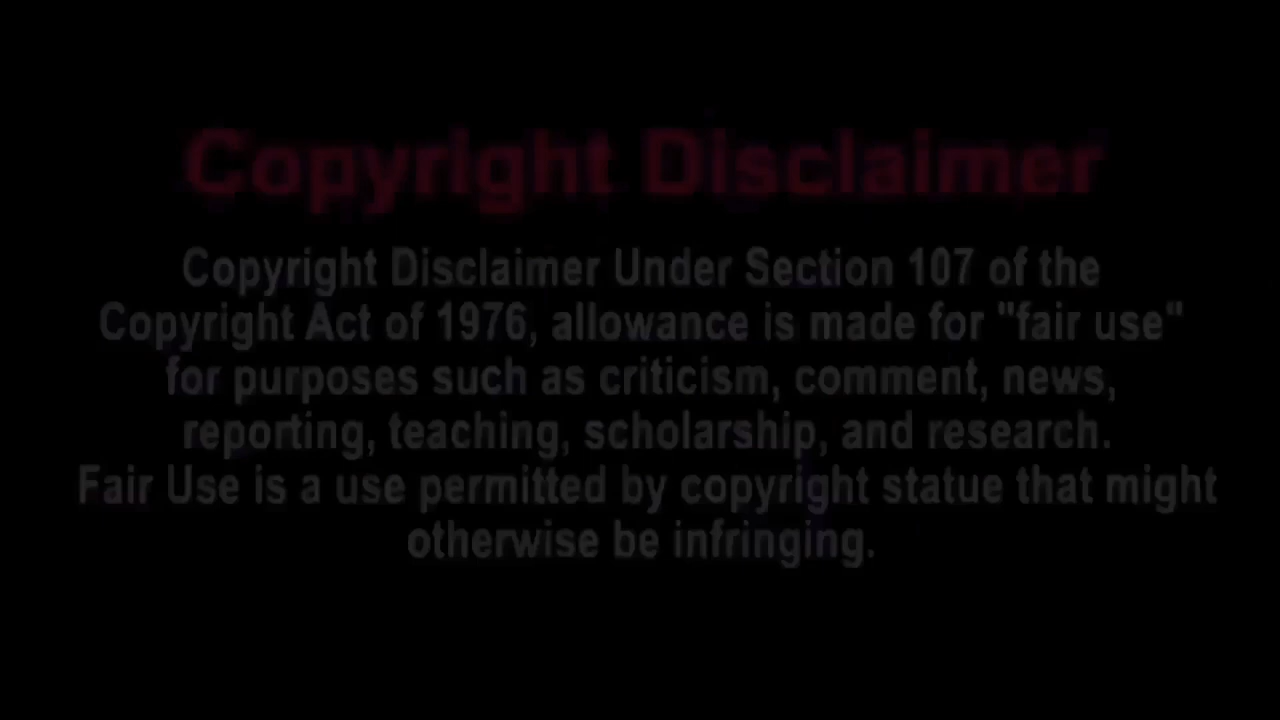 Copyright Disclaimer
Copyright Disclaimer Under Section 107 of the
Copyright Act of 1976, allowance is made for "fair use"
for purposes such as criticism, comment, news,
reporting, teaching, scholarship, and research.
Fair Use is a use permitted by copyright statue that might
otherwise be infringing.